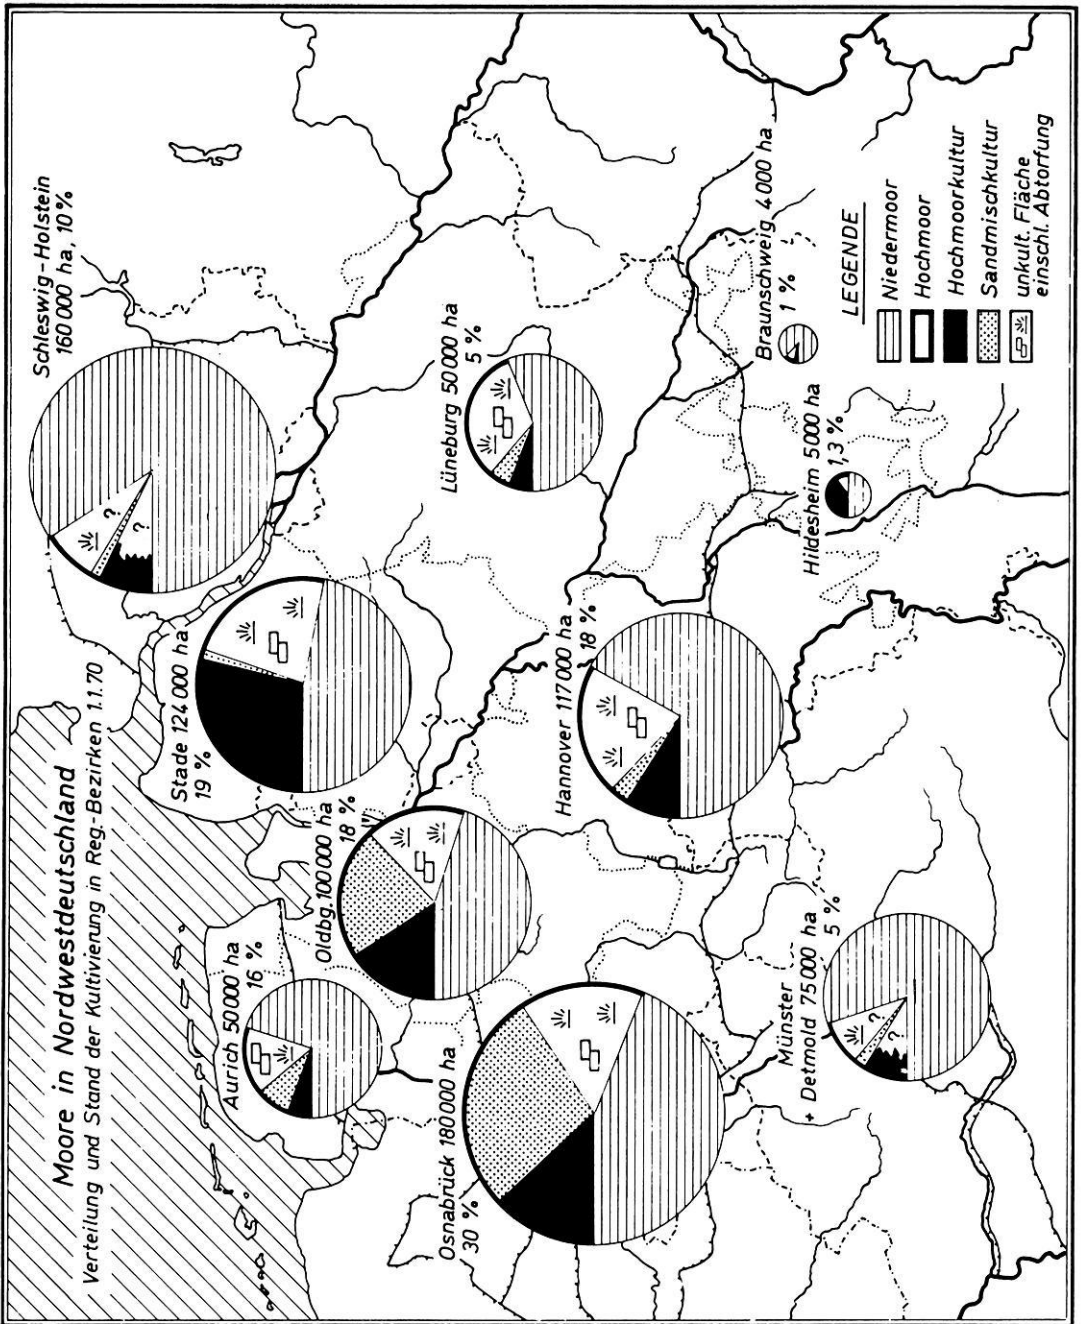 Moore in Nordwestdeutschland
Verteilung und Stand der Kultivierung in Reg.-Bezirken 1.1.70
Schleswig-Holstein
160 000 ha, 10 %
Stade 124 000 ha
19 %
Aurich 50 000 ha
16 %
Oldbg. 100 000 ha
18 %
Lüneburg 50 000 ha
5 %
Osnabrück 180 000 ha
30 %
Hannover 117 000 ha
18 %
Braunschweig 4 000 ha
1 %
Hildesheim 5 000 ha
1,3 %
Münster
+ Detmold 75 000 ha
5 %
?
?
?
?
LEGENDE
Niedermoor
Hochmoor
Hochmoorkultur
Sandmischkultur
unkult. Fläche
einschl. Abtorfung